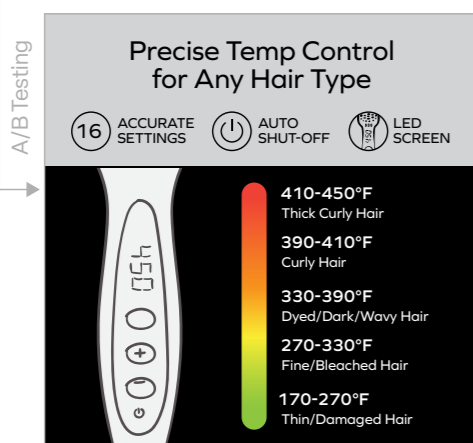 A/B Testing
Precise Temp Control
for Any Hair Type
16
ACCURATE
SETTINGS
AUTO
SHUT-OFF
450
LED
SCREEN
450
+
-
410-450°F
Thick Curly Hair
390-410°F
Curly Hair
330-390°F
Dyed/Dark/Wavy Hair
270-330°F
Fine/Bleached Hair
170-270°F
Thin/Damaged Hair